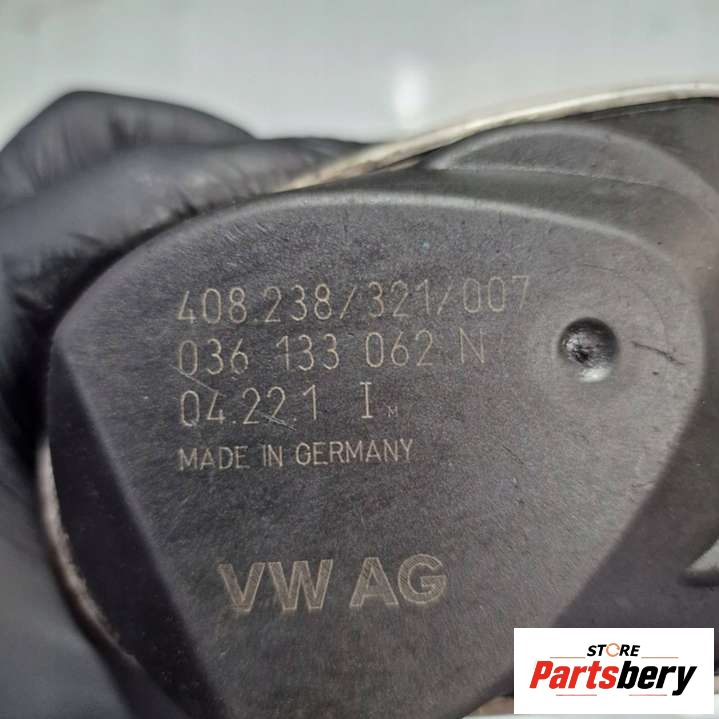 408.238/321/007
036 133 062 N
04.22 1 I M
MADE IN GERMANY
VW AG
STORE
Partsbery